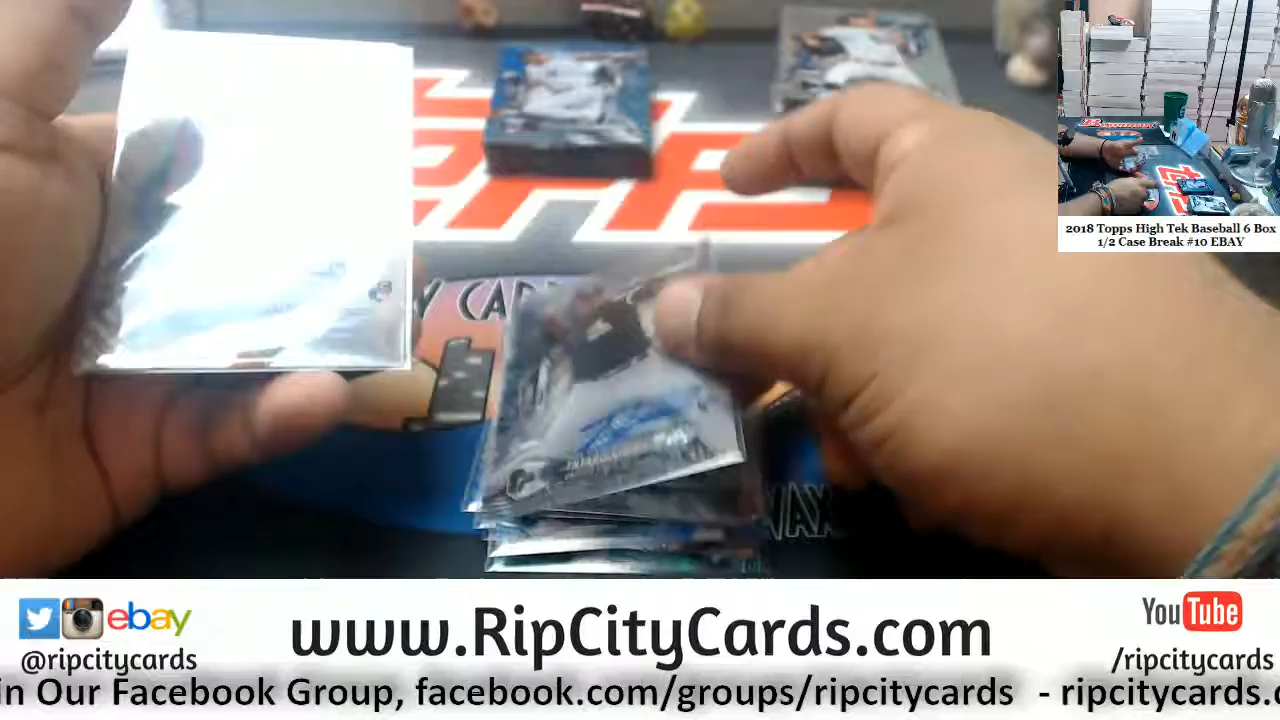 2018 Topps High Tek Baseball 6 Box
1/2 Case Break #10 EBAY
ebay
@ripcitycards
www.RipCityCards.com
YouTube
/ripcitycards
in Our Facebook Group, facebook.com/groups/ripcitycards - ripcitycards.c